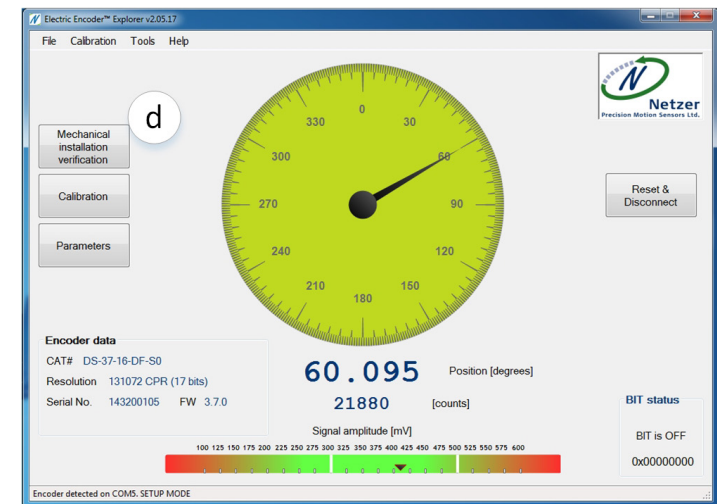 Electric Encoder™ Explorer v2.05.17
File Calibration Tools Help
d
Mechanical
installation
verification
Calibration
Parameters
0
30
60
90
120
150
180
210
240
270
300
330
Netzer
Precision Motion Sensors Ltd.
Reset &
Disconnect
Encoder data
CAT# DS-37-16-DF-S0
Resolution 131072 CPR (17 bits)
Serial No. 143200105 FW 3.7.0
60.095 Position [degrees]
21880 [counts]
Signal amplitude [mV]
100 125 150 175 200 225 250 275 300 325 350 375 400 425 450 475 500 525 550 575 600
BIT status
BIT is OFF
0x00000000
Encoder detected on COM5. SETUP MODE